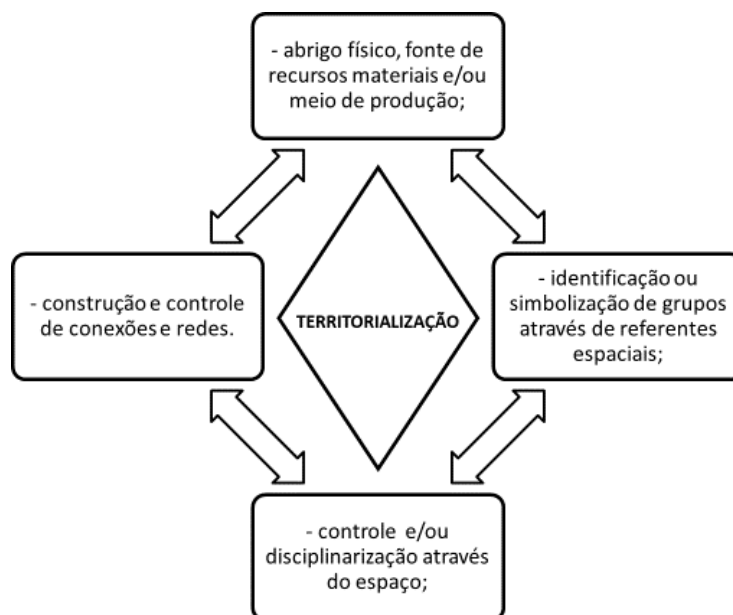 - abrigo físico, fonte de
recursos materiais e/ou
meio de produção;
- construção e controle
de conexões e redes.
TERRITORIALIZAÇÃO
- identificação ou
simbolização de grupos
através de referentes
espaciais;
- controle e/ou
disciplinarização através
do espaço;